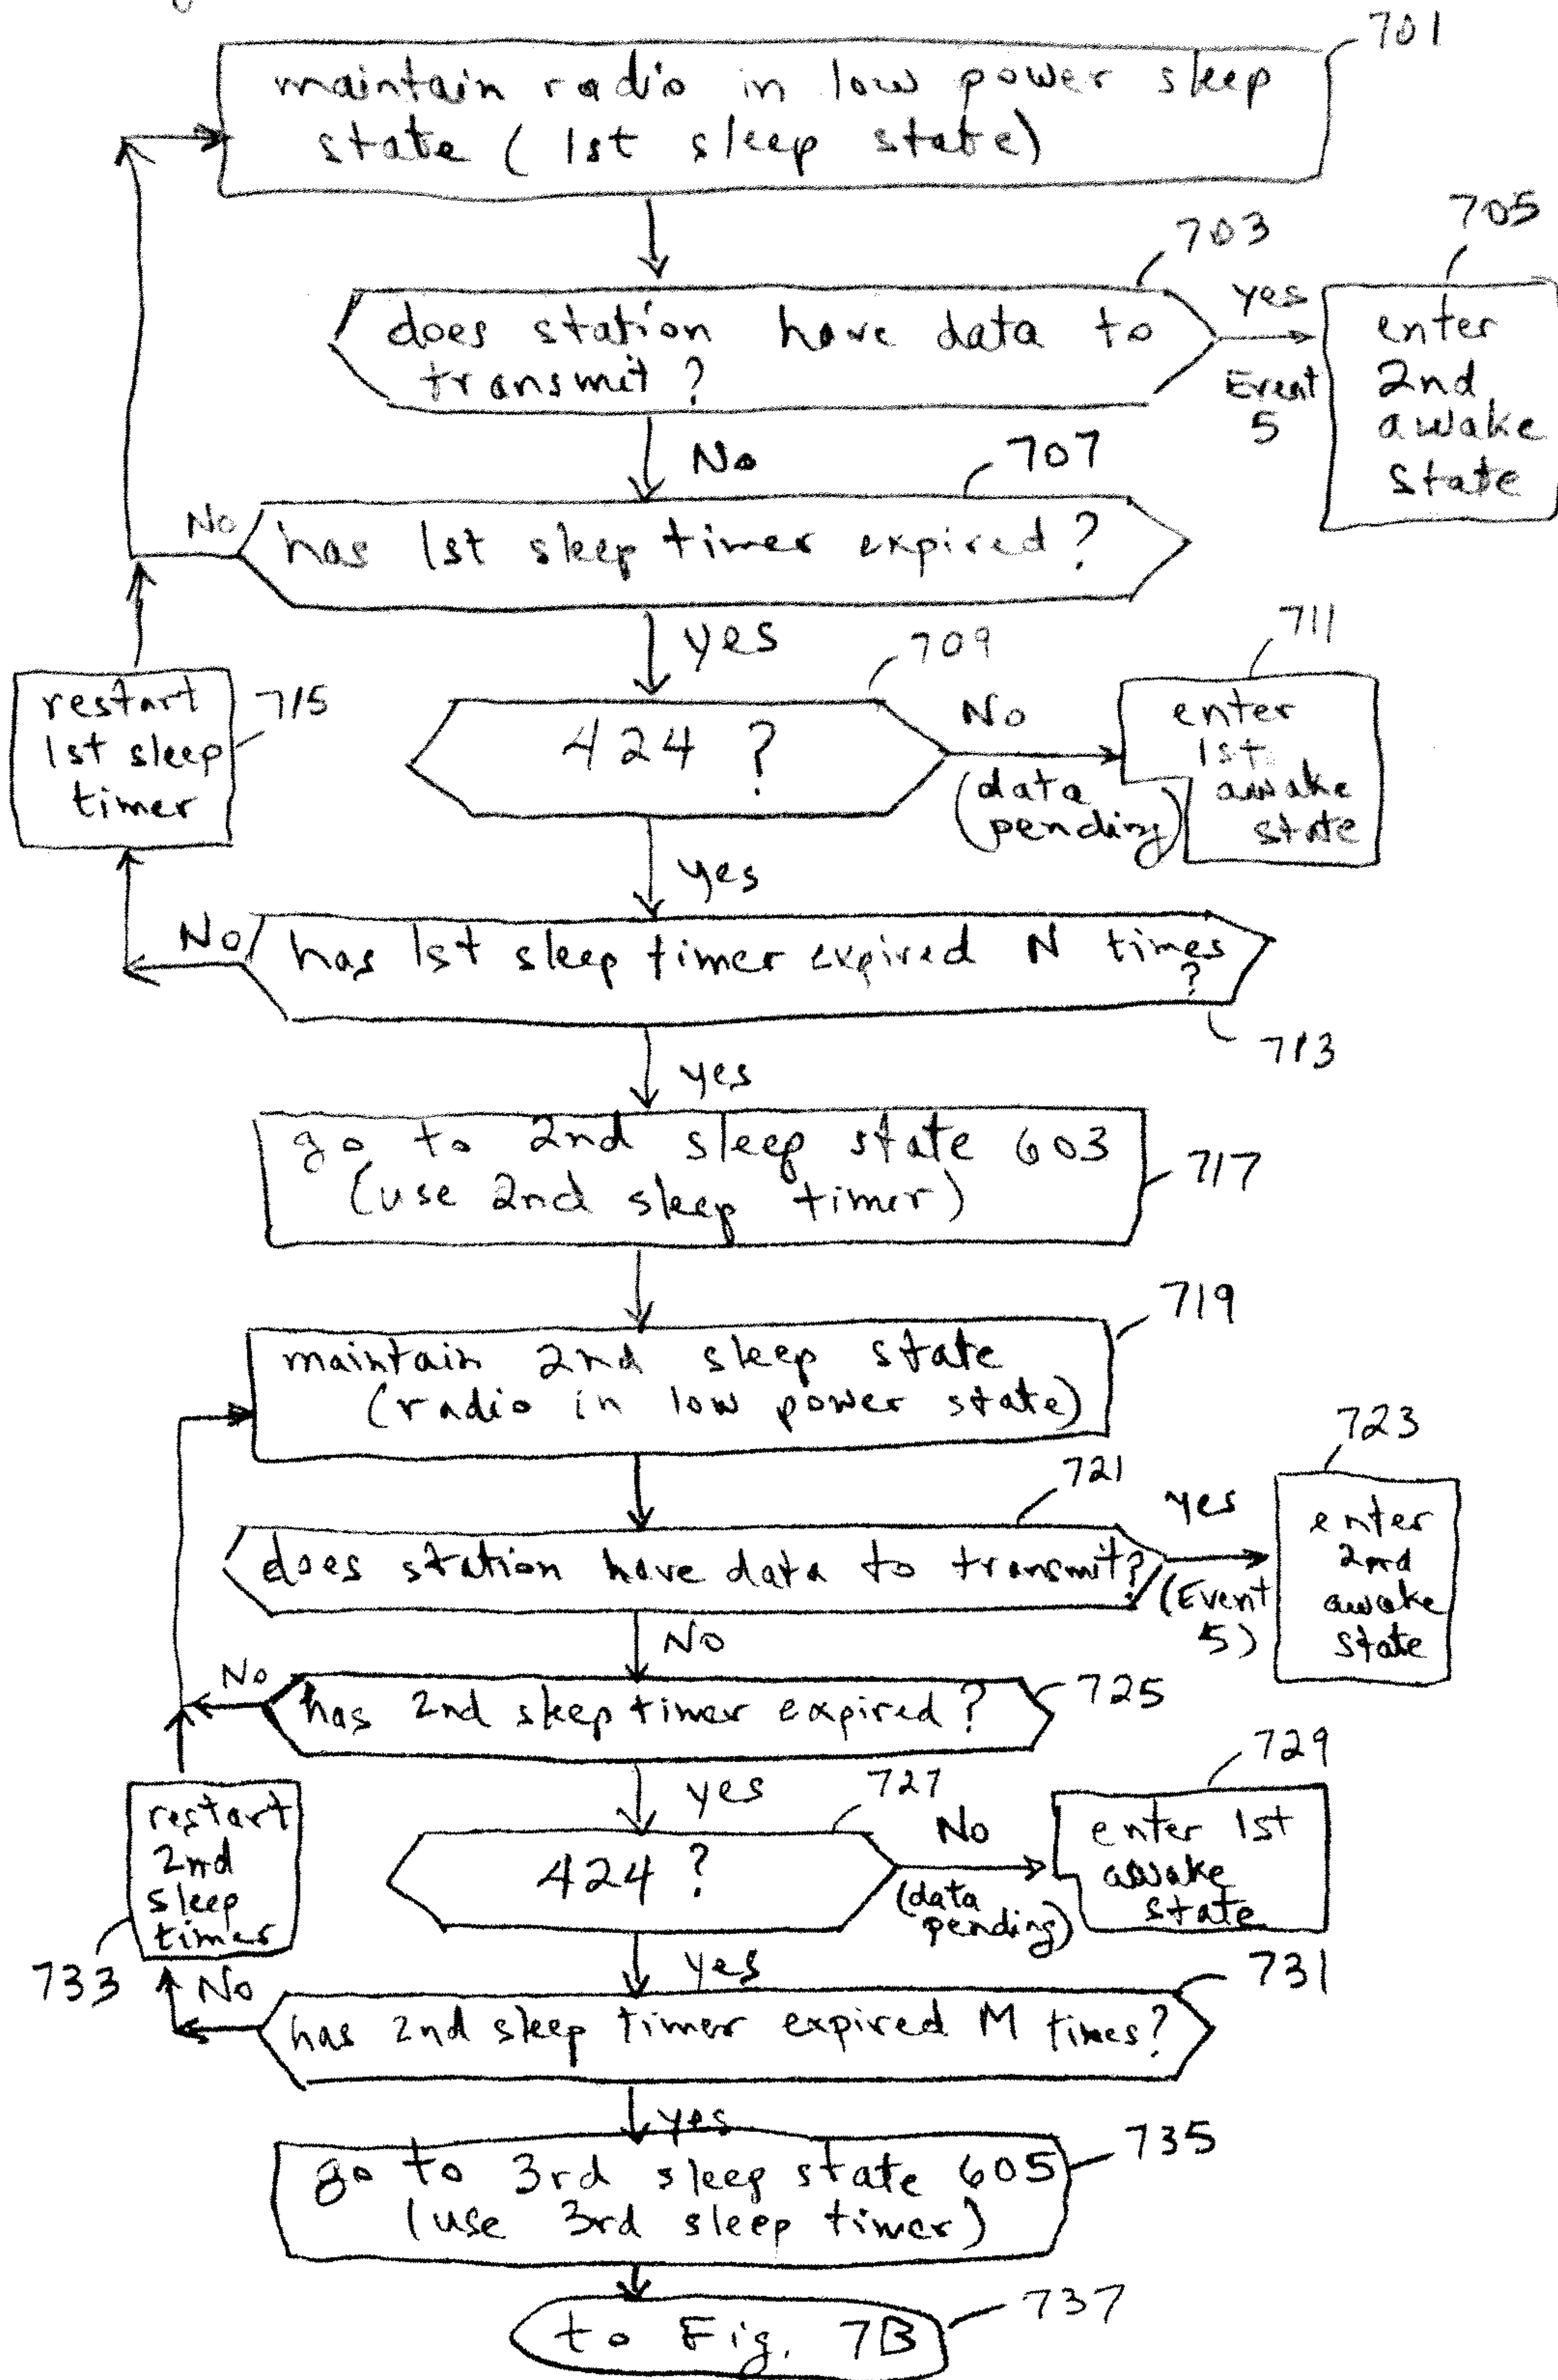 701
maintain radio in low power sleep
state (1st sleep state)
703
705
does station have data to
transmit?
yes
Event
5
enter
2nd
awake
state
No
707
No
has 1st sleep timer expired?
yes
709
711
restart
1st sleep
timer
715
424?
No
(data
pending)
enter
1st
awake
state
yes
No
has 1st sleep timer expired N times
?
713
yes
go to 2nd sleep state 603
(use 2nd sleep timer)
717
719
maintain 2nd sleep state
(radio in low power state)
721
723
does station have data to transmit?
yes
(Event
5)
enter
2nd
awake
state
No
No
has 2nd sleep timer expired?
725
yes
727
729
restart
2nd
sleep
timer
733
424?
No
(data
pending)
enter 1st
awake
state
yes
731
No
has 2nd sleep timer expired M times?
yes
735
go to 3rd sleep state 605
(use 3rd sleep timer)
to Fig. 7B
737